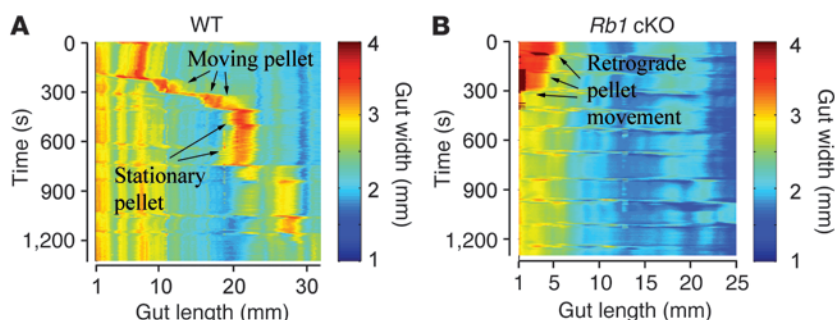 A
WT
0
300
600
900
1,200
Time (s)
Moving pellet
Stationary
pellet
1
10
20
30
Gut length (mm)
4
3
2
1
Gut width (mm)
B
Rb1 cKO
0
300
600
900
1,200
Time (s)
Retrograde
pellet
movement
1
5
10
15
20
25
Gut length (mm)
4
3
2
1
Gut width (mm)